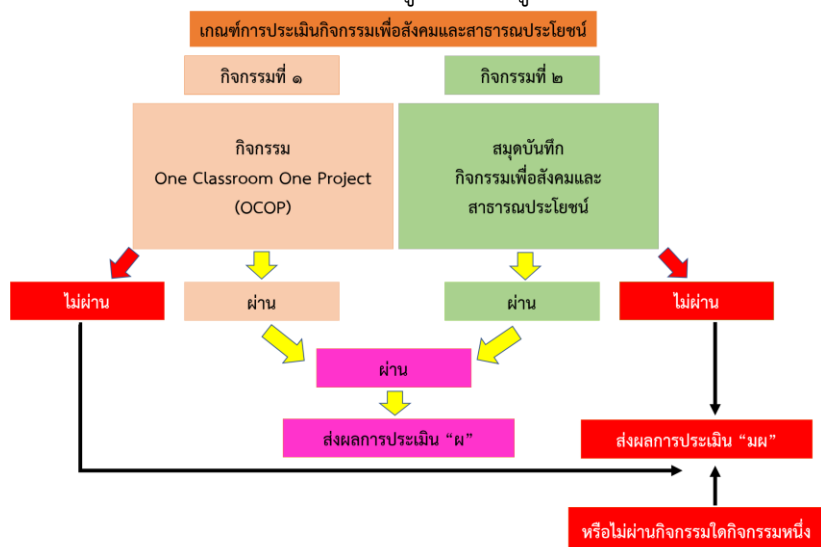 เกณฑ์การประเมินกิจกรรมเพื่อสังคมและสาธารณประโยชน์
กิจกรรมที่ ๑
กิจกรรมที่ ๒
กิจกรรม
One Classroom One Project
(OCOP)
สมุดบันทึก
กิจกรรมเพื่อสังคมและ
สาธารณประโยชน์
ไม่ผ่าน
ผ่าน
ผ่าน
ไม่ผ่าน
ผ่าน
ส่งผลการประเมิน “ผ”
ส่งผลการประเมิน “มผ”
หรือไม่ผ่านกิจกรรมใดกิจกรรมหนึ่ง